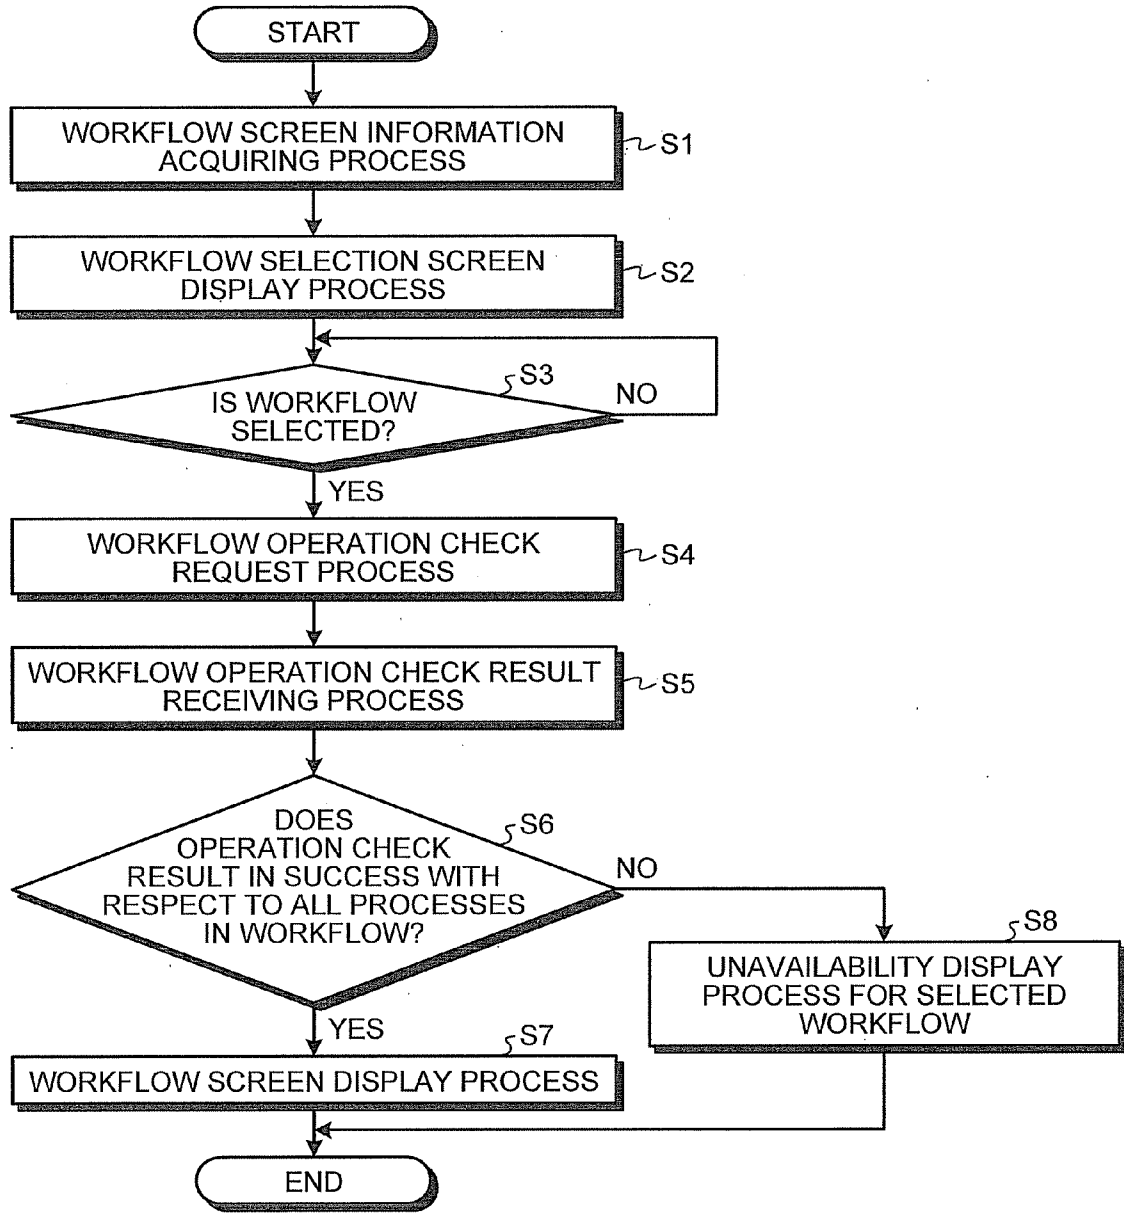 START
WORKFLOW SCREEN INFORMATION
ACQUIRING PROCESS
S1
WORKFLOW SELECTION SCREEN
DISPLAY PROCESS
S2
S3
IS WORKFLOW
SELECTED?
NO
YES
WORKFLOW OPERATION CHECK
REQUEST PROCESS
S4
WORKFLOW OPERATION CHECK RESULT
RECEIVING PROCESS
S5
S6
DOES
OPERATION CHECK
RESULT IN SUCCESS WITH
RESPECT TO ALL PROCESSES
IN WORKFLOW?
NO
YES
S8
UNAVAILABILITY DISPLAY
PROCESS FOR SELECTED
WORKFLOW
S7
WORKFLOW SCREEN DISPLAY PROCESS
END